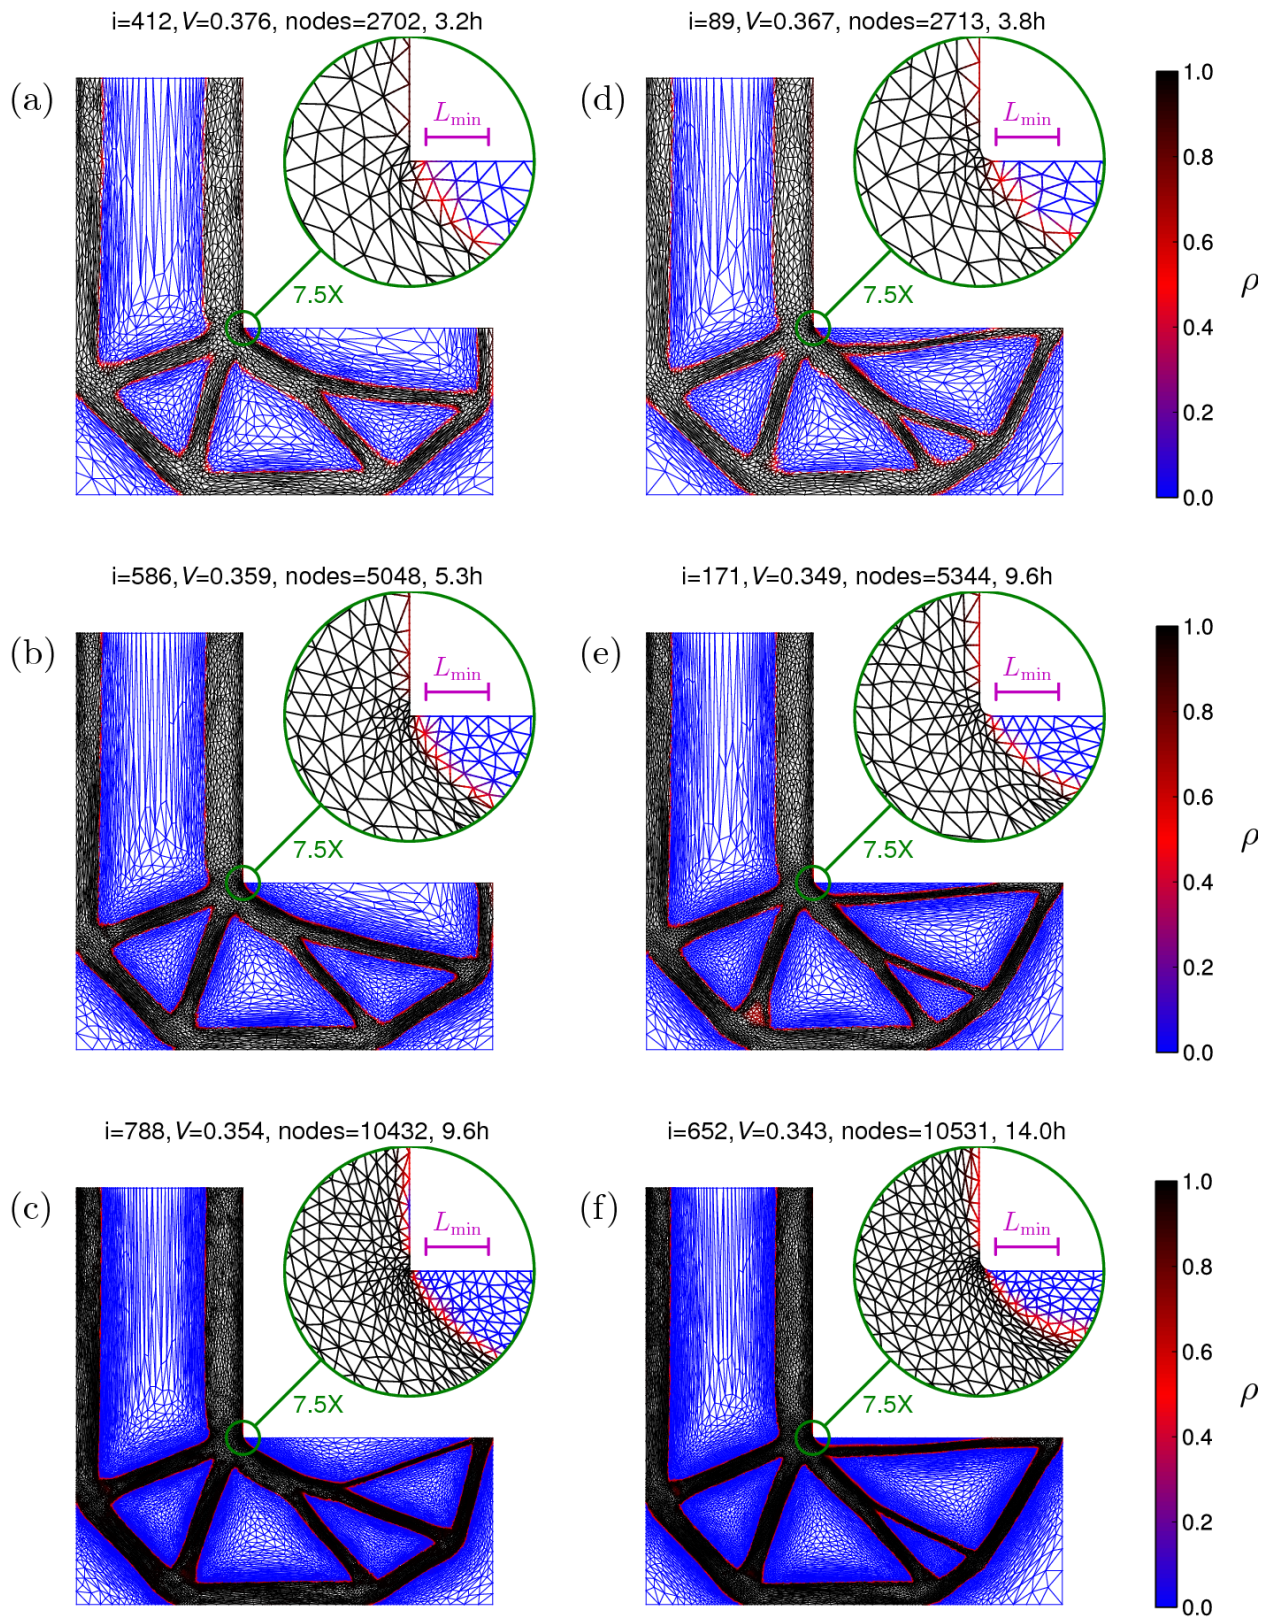 i=412, V=0.376, nodes=2702, 3.2h
i=89, V=0.367, nodes=2713, 3.8h
(a)
L_min
7.5X
(d)
L_min
7.5X
1.0
0.8
0.6
0.4
0.2
0.0
ρ
i=586, V=0.359, nodes=5048, 5.3h
i=171, V=0.349, nodes=5344, 9.6h
(b)
L_min
7.5X
(e)
L_min
7.5X
1.0
0.8
0.6
0.4
0.2
0.0
ρ
i=788, V=0.354, nodes=10432, 9.6h
i=652, V=0.343, nodes=10531, 14.0h
(c)
L_min
7.5X
(f)
L_min
7.5X
1.0
0.8
0.6
0.4
0.2
0.0
ρ